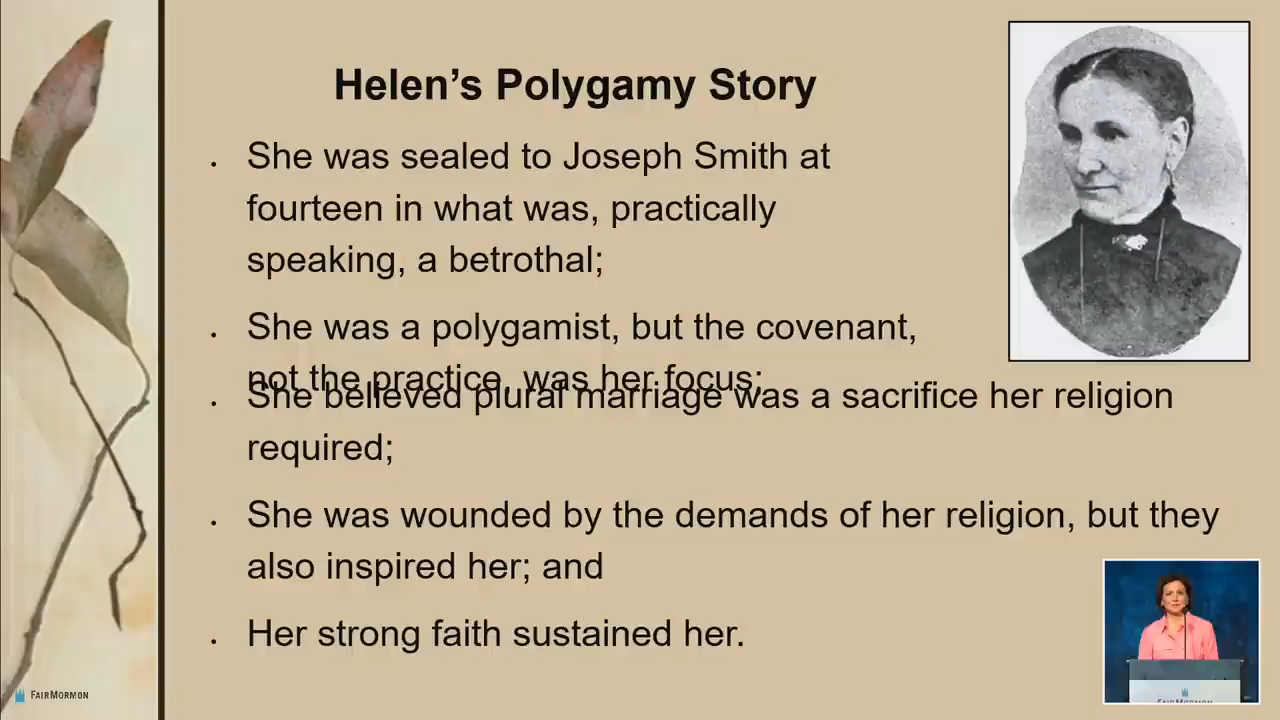 Helen’s Polygamy Story
• She was sealed to Joseph Smith at
fourteen in what was, practically
speaking, a betrothal;
• She was a polygamist, but the covenant,
not the practice, was her focus;
• She believed plural marriage was a sacrifice her religion
required;
• She was wounded by the demands of her religion, but they
also inspired her; and
• Her strong faith sustained her.
FAIRMORMON
FAIRMORMON